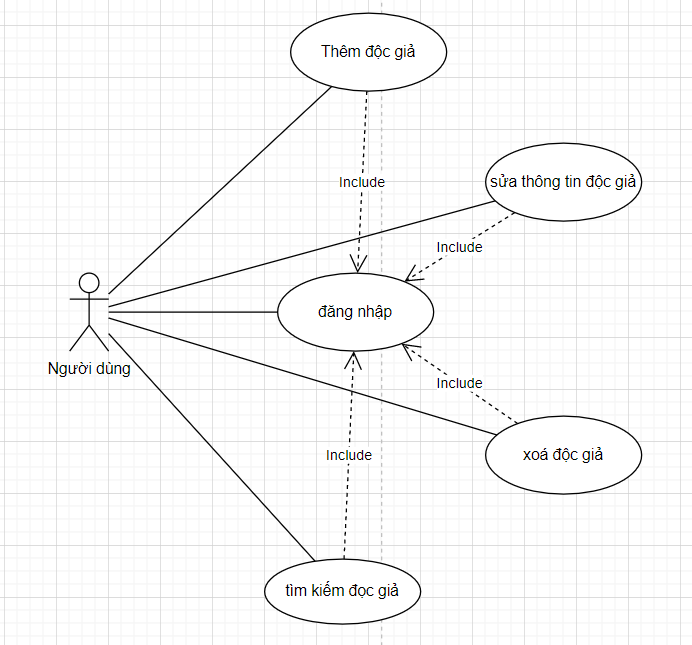 Thêm độc giả
Include
sửa thông tin độc giả
Include
đăng nhập
Người dùng
Include
xoá độc giả
Include
tìm kiếm đọc giả